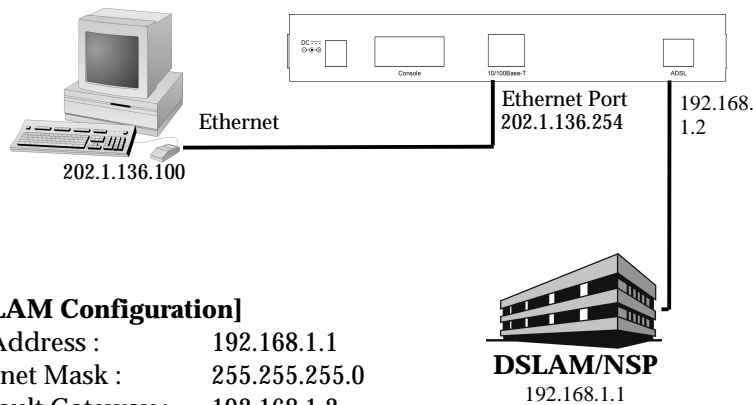 DC
Console
10/100Base-T
ADSL
Ethernet
Ethernet Port
202.1.136.254
192.168.
1.2
202.1.136.100
LAM Configuration]
Address : 192.168.1.1
net Mask : 255.255.255.0
DSLAM/NSP
192.168.1.1